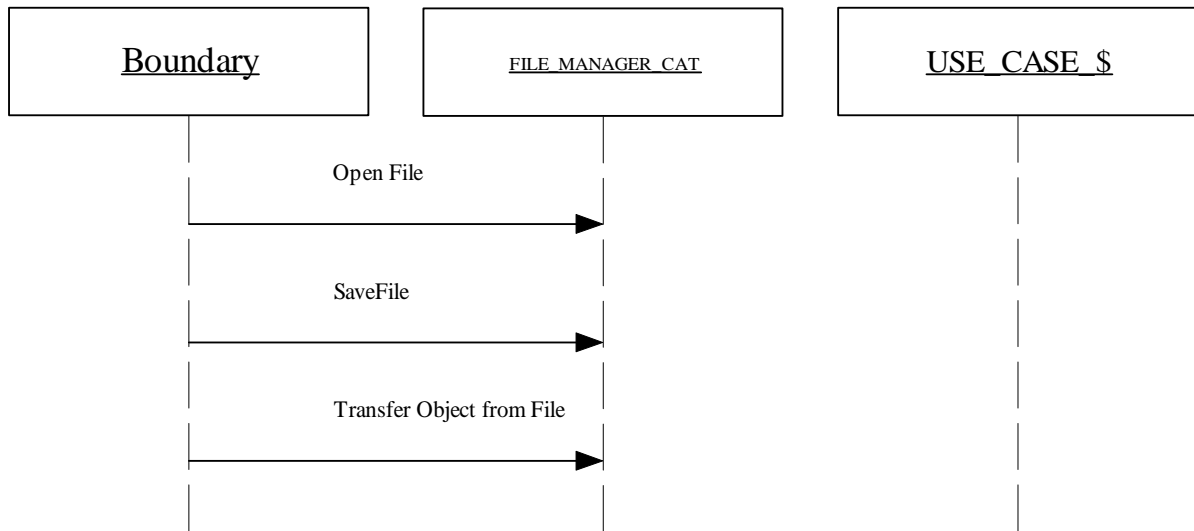 Boundary
FILE_MANAGER_CAT
USE_CASE_$
Open File
SaveFile
Transfer Object from File